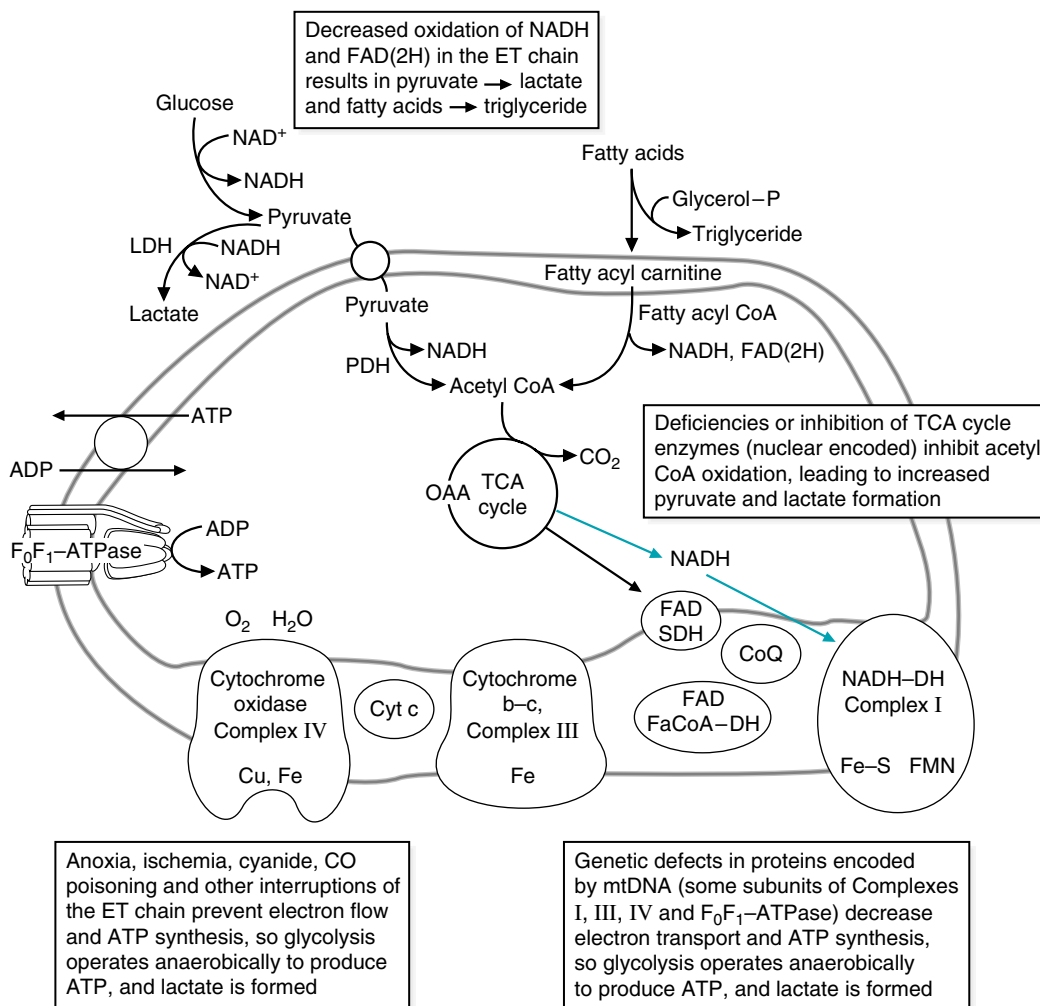 Decreased oxidation of NADH
and FAD(2H) in the ET chain
results in pyruvate → lactate
and fatty acids → triglyceride
Glucose
NAD⁺
NADH
Pyruvate
LDH
NADH
NAD⁺
Lactate
Fatty acids
Glycerol–P
Triglyceride
Fatty acyl carnitine
Pyruvate
Fatty acyl CoA
NADH
NADH, FAD(2H)
PDH
Acetyl CoA
CO₂
OAA
TCA
cycle
Deficiencies or inhibition of TCA cycle
enzymes (nuclear encoded) inhibit acetyl
CoA oxidation, leading to increased
pyruvate and lactate formation
ATP
ADP
F₀F₁–ATPase
ADP
ATP
NADH
O₂ H₂O
FAD
SDH
CoQ
Cytochrome
oxidase
Complex IV
Cu, Fe
Cyt c
Cytochrome
b–c,
Complex III
Fe
FAD
FaCoA–DH
NADH–DH
Complex I
Fe–S FMN
Anoxia, ischemia, cyanide, CO
poisoning and other interruptions of
the ET chain prevent electron flow
and ATP synthesis, so glycolysis
operates anaerobically to produce
ATP, and lactate is formed
Genetic defects in proteins encoded
by mtDNA (some subunits of Complexes
I, III, IV and F₀F₁–ATPase) decrease
electron transport and ATP synthesis,
so glycolysis operates anaerobically
to produce ATP, and lactate is formed